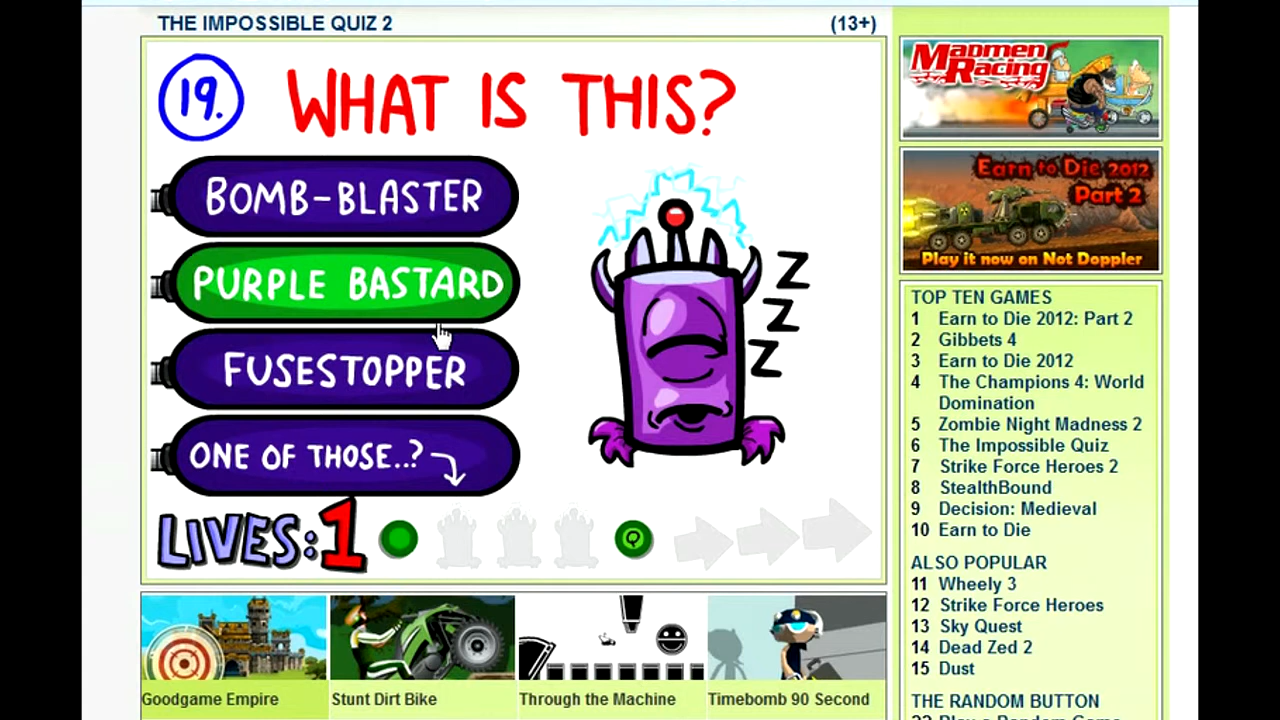 THE IMPOSSIBLE QUIZ 2
(13+)
19.
WHAT IS THIS?
BOMB-BLASTER
PURPLE BASTARD
FUSESTOPPER
ONE OF THOSE..?
Z
Z
Z
LIVES:1
Goodgame Empire
Stunt Dirt Bike
Through the Machine
Timebomb 90 Second
Madmen
Racing
Earn to Die 2012
Part 2
Play it now on Not Doppler
TOP TEN GAMES
1 Earn to Die 2012: Part 2
2 Gibbets 4
3 Earn to Die 2012
4 The Champions 4: World
Domination
5 Zombie Night Madness 2
6 The Impossible Quiz
7 Strike Force Heroes 2
8 StealthBound
9 Decision: Medieval
10 Earn to Die
ALSO POPULAR
11 Wheely 3
12 Strike Force Heroes
13 Sky Quest
14 Dead Zed 2
15 Dust
THE RANDOM BUTTON